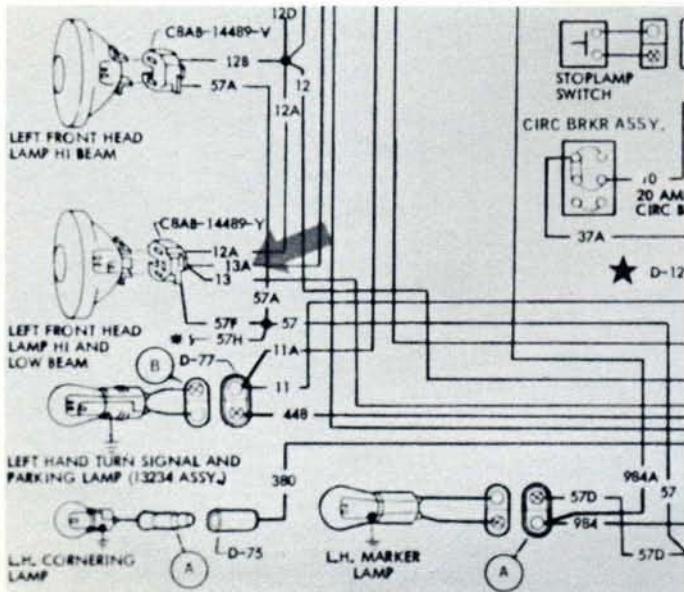 12D
C8AB-14489-V
12B
57A
12
12A
LEFT FRONT HEAD
LAMP HI BEAM
STOPLAMP
SWITCH
CIRC BRKR ASSY.
20 AM
CIRC B
37A
D-12
C8AB-14489-Y
12A
13A
13
57A
57F
57
57H
LEFT FRONT HEAD
LAMP HI AND
LOW BEAM
D-77
11A
B
11
44B
LEFT HAND TURN SIGNAL AND
PARKING LAMP (13234 ASSY.)
380
984A
57
57D
984
57D
L.H. CORNERING
LAMP
A
D-75
L.H. MARKER
LAMP
A